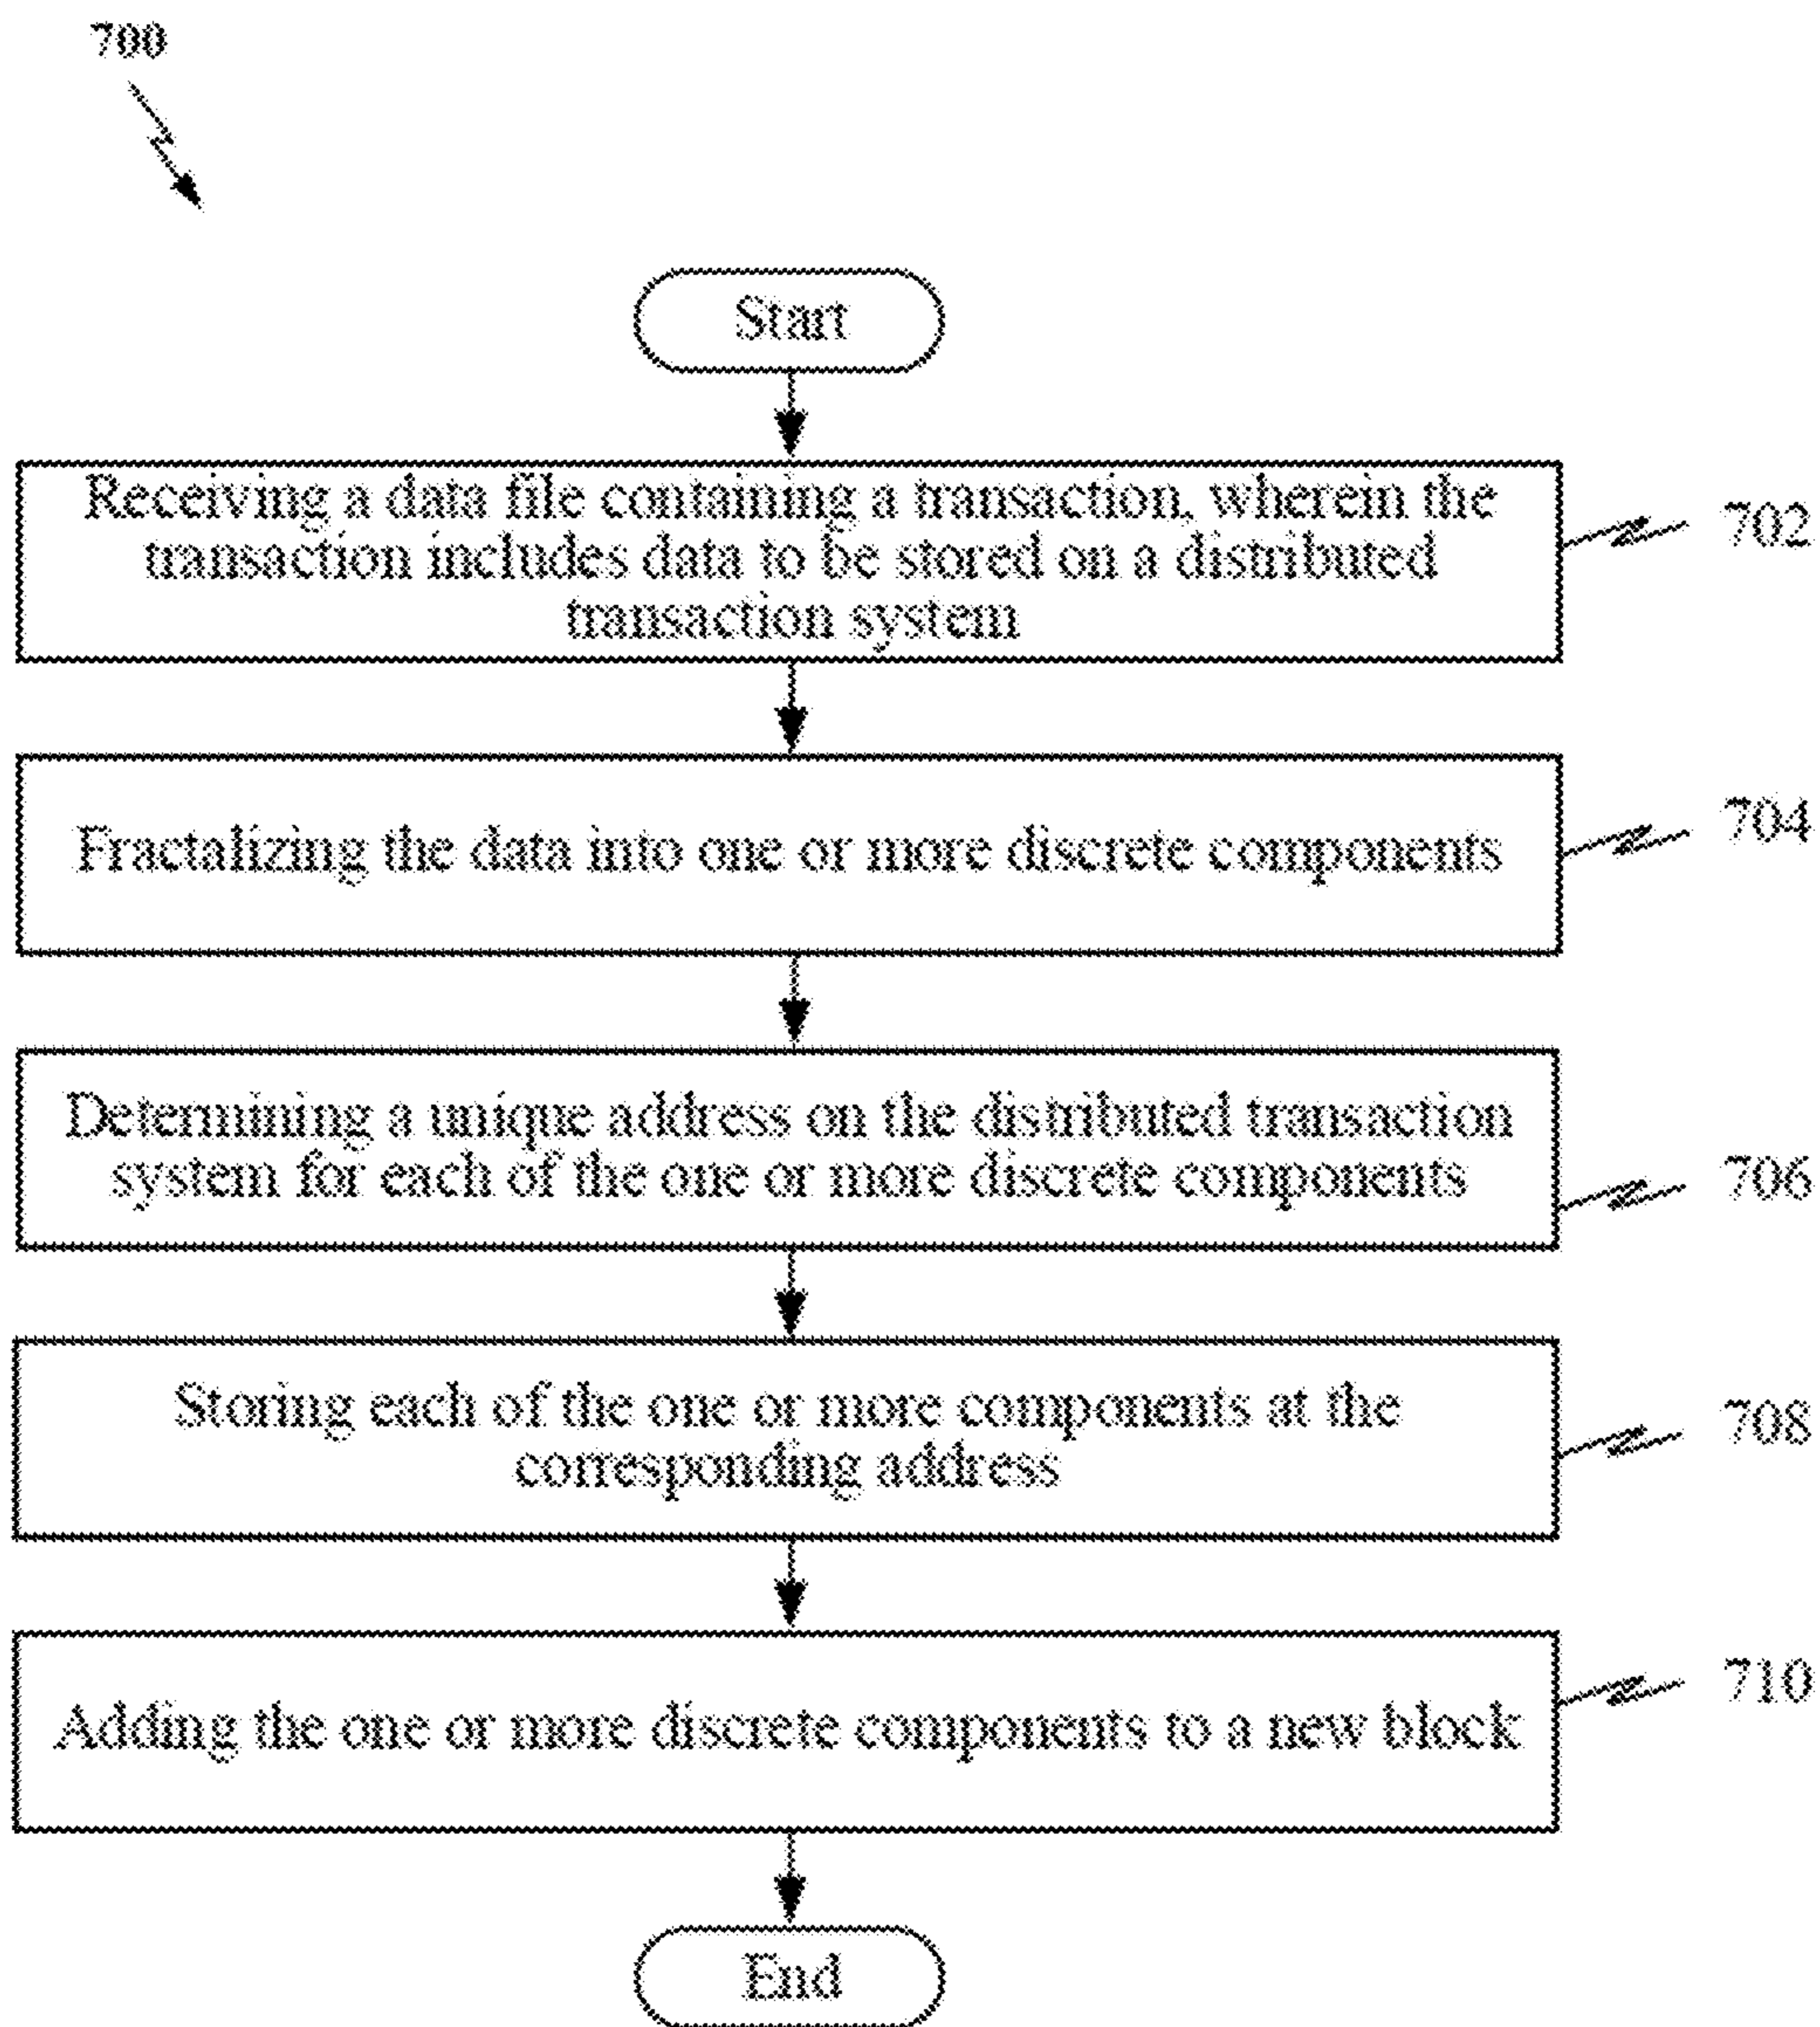 700
Start
Receiving a data file containing a transaction, wherein the
transaction includes data to be stored on a distributed
transaction system
702
Fractalizing the data into one or more discrete components
704
Determining a unique address on the distributed transaction
system for each of the one or more discrete components
706
Storing each of the one or more components at the
corresponding address
708
Adding the one or more discrete components to a new block
710
End